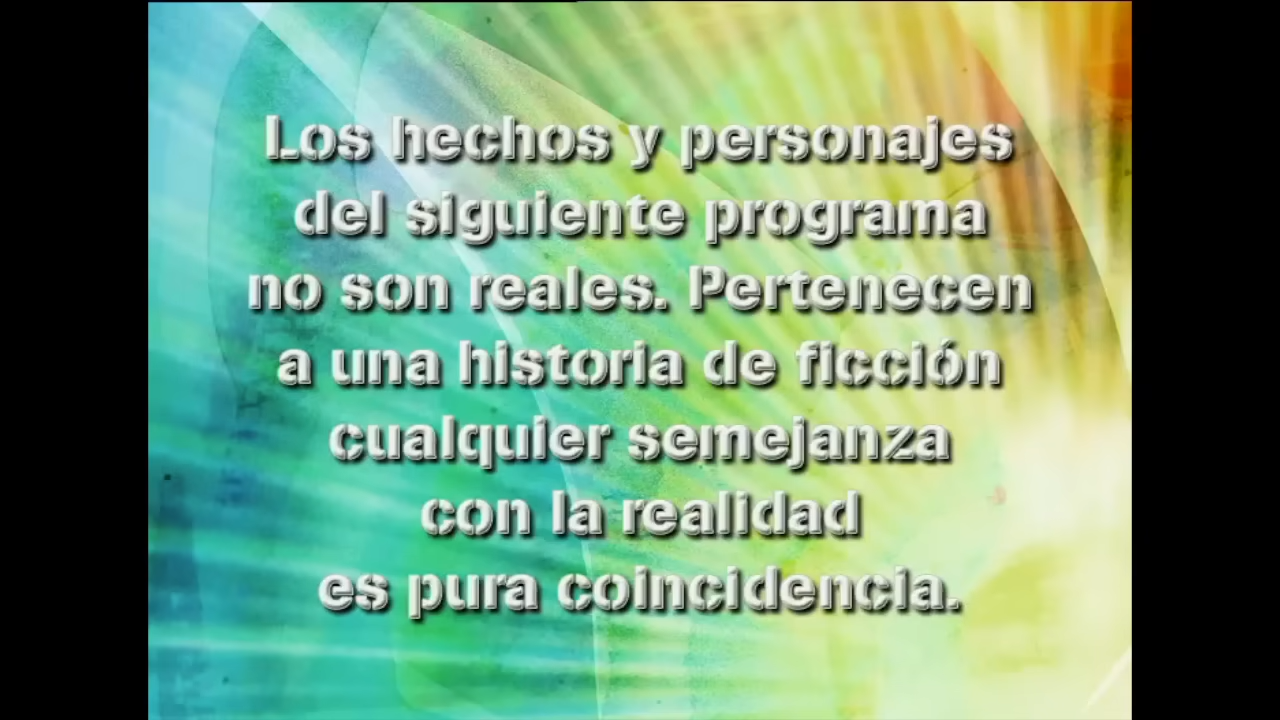 Los hechos y personajes
del siguiente programa
no son reales. Pertenecen
a una historia de ficción
cualquier semejanza
con la realidad
es pura coincidencia.